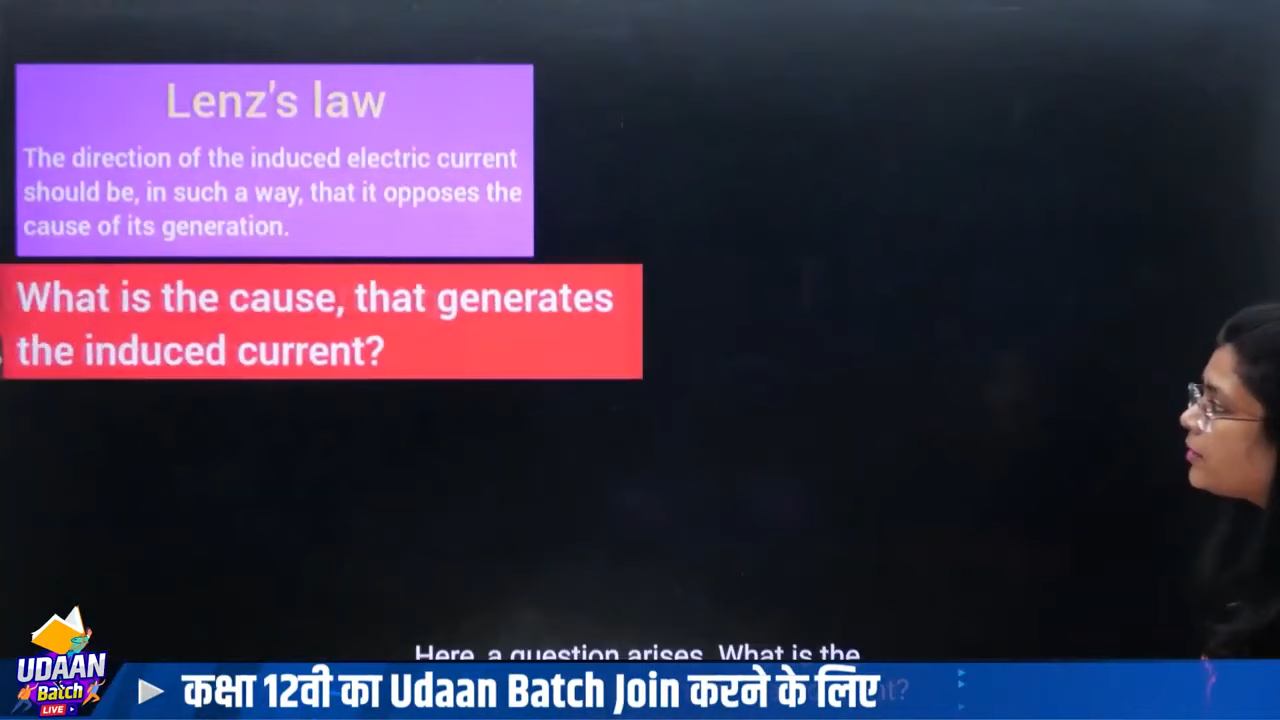 Lenz's law
The direction of the induced electric current
should be, in such a way, that it opposes the
cause of its generation.
What is the cause, that generates
the induced current?
Here, a question arises. What is the
UDAAN
Batch
LIVE
कक्षा 12वी का Udaan Batch Join करने के लिए